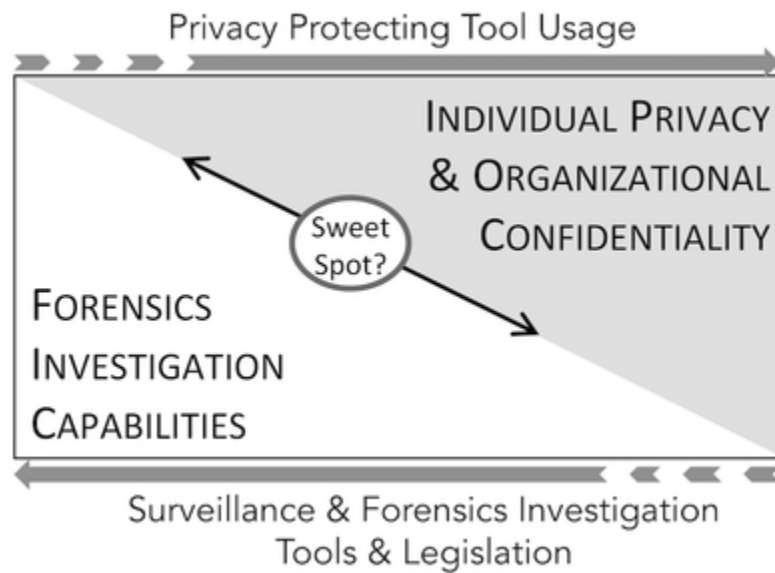 Privacy Protecting Tool Usage
INDIVIDUAL PRIVACY
& ORGANIZATIONAL
CONFIDENTIALITY
Sweet
Spot?
FORENSICS
INVESTIGATION
CAPABILITIES
Surveillance & Forensics Investigation
Tools & Legislation